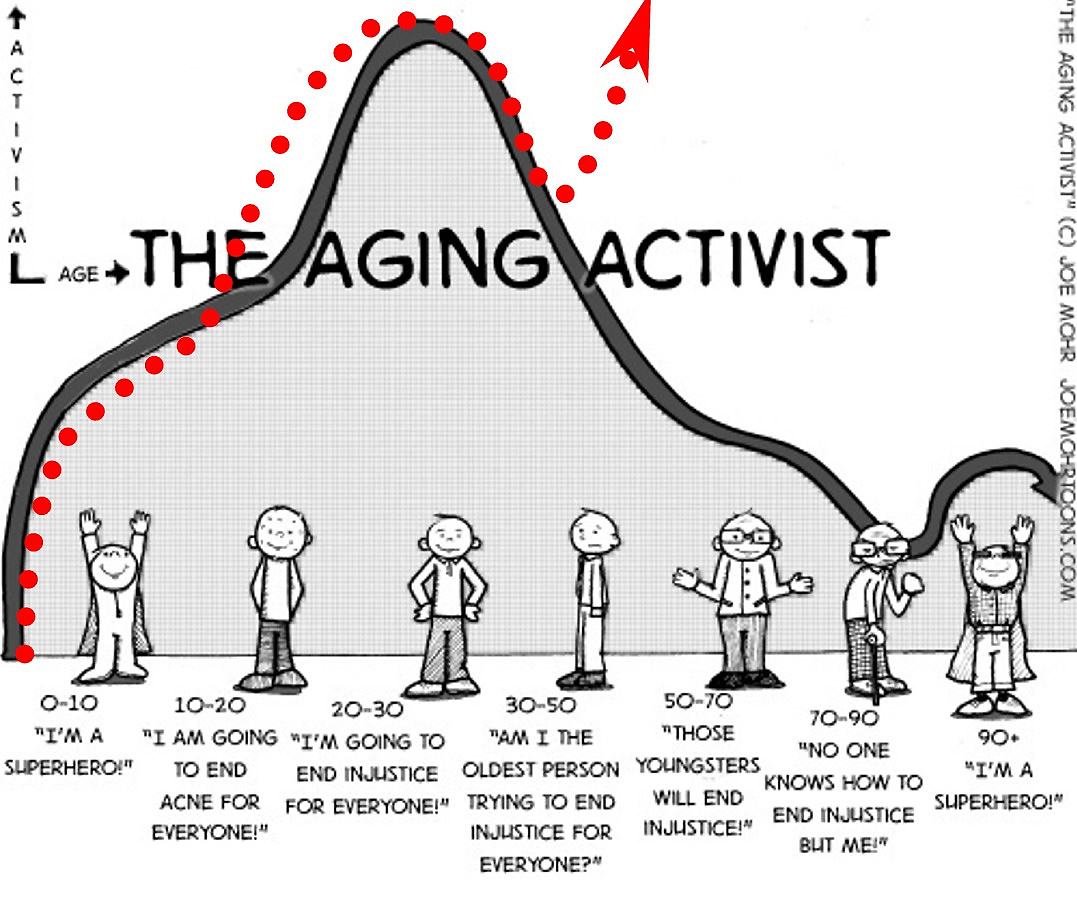 ACTIVISM
AGE
THE AGING ACTIVIST
"THE AGING ACTIVIST" (C) JOE MOHR JOEMOHRTOONS.COM
0-10
"I'M A
SUPERHERO!"
10-20
"I AM GOING
TO END
ACNE FOR
EVERYONE!"
20-30
"I'M GOING TO
END INJUSTICE
FOR EVERYONE!"
30-50
"AM I THE
OLDEST PERSON
TRYING TO END
INJUSTICE FOR
EVERYONE?"
50-70
"THOSE
YOUNGSTERS
WILL END
INJUSTICE!"
70-90
"NO ONE
KNOWS HOW TO
END INJUSTICE
BUT ME!"
90+
"I'M A
SUPERHERO!"